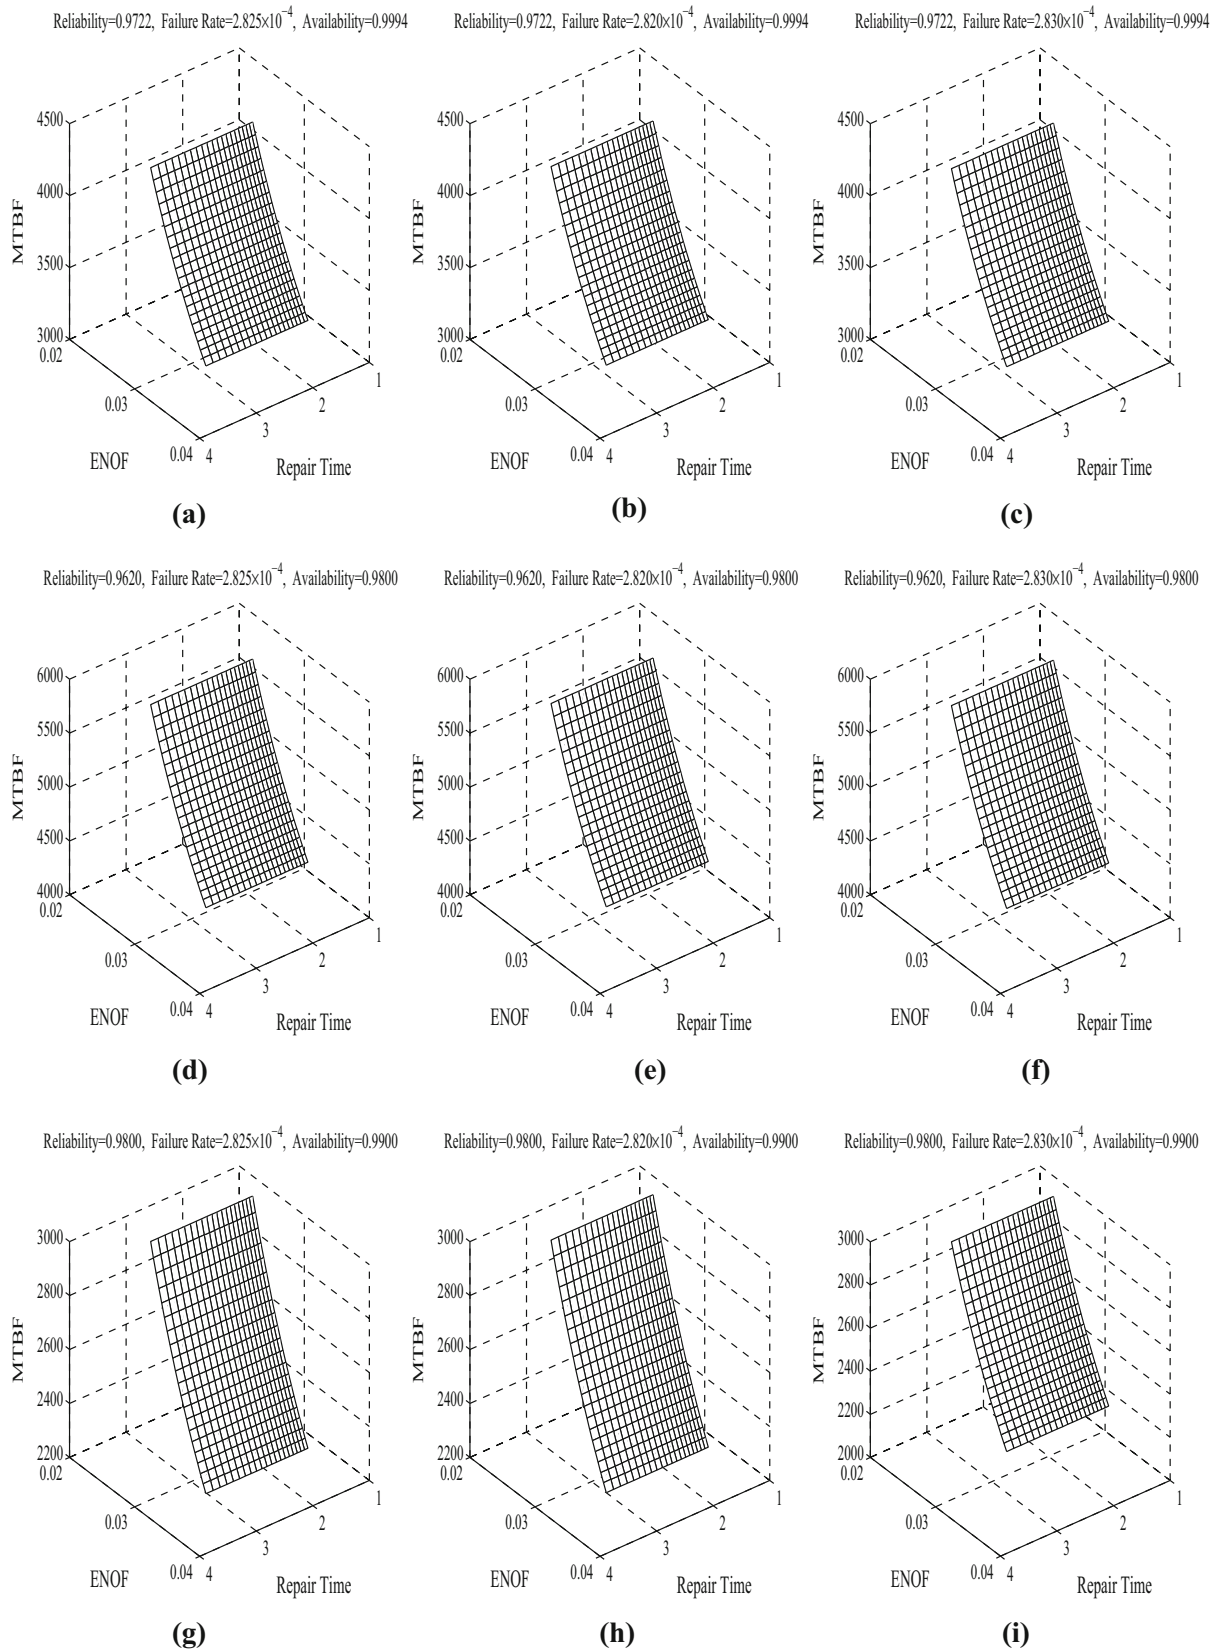 Reliability=0.9722, Failure Rate=2.825×10⁻⁴, Availability=0.9994
4500
4000
3500
3000
MTBF
0.02
0.03
0.04
ENOF
4
3
2
1
Repair Time
(a)
Reliability=0.9722, Failure Rate=2.820×10⁻⁴, Availability=0.9994
4500
4000
3500
3000
MTBF
0.02
0.03
0.04
ENOF
4
3
2
1
Repair Time
(b)
Reliability=0.9722, Failure Rate=2.830×10⁻⁴, Availability=0.9994
4500
4000
3500
3000
MTBF
0.02
0.03
0.04
ENOF
4
3
2
1
Repair Time
(c)
Reliability=0.9620, Failure Rate=2.825×10⁻⁴, Availability=0.9800
6000
5500
5000
4500
4000
MTBF
0.02
0.03
0.04
ENOF
4
3
2
1
Repair Time
(d)
Reliability=0.9620, Failure Rate=2.820×10⁻⁴, Availability=0.9800
6000
5500
5000
4500
4000
MTBF
0.02
0.03
0.04
ENOF
4
3
2
1
Repair Time
(e)
Reliability=0.9620, Failure Rate=2.830×10⁻⁴, Availability=0.9800
6000
5500
5000
4500
4000
MTBF
0.02
0.03
0.04
ENOF
4
3
2
1
Repair Time
(f)
Reliability=0.9800, Failure Rate=2.825×10⁻⁴, Availability=0.9900
3000
2800
2600
2400
2200
MTBF
0.02
0.03
0.04
ENOF
4
3
2
1
Repair Time
(g)
Reliability=0.9800, Failure Rate=2.820×10⁻⁴, Availability=0.9900
3000
2800
2600
2400
2200
MTBF
0.02
0.03
0.04
ENOF
4
3
2
1
Repair Time
(h)
Reliability=0.9800, Failure Rate=2.830×10⁻⁴, Availability=0.9900
3000
2800
2600
2400
2200
2000
MTBF
0.02
0.03
0.04
ENOF
4
3
2
1
Repair Time
(i)